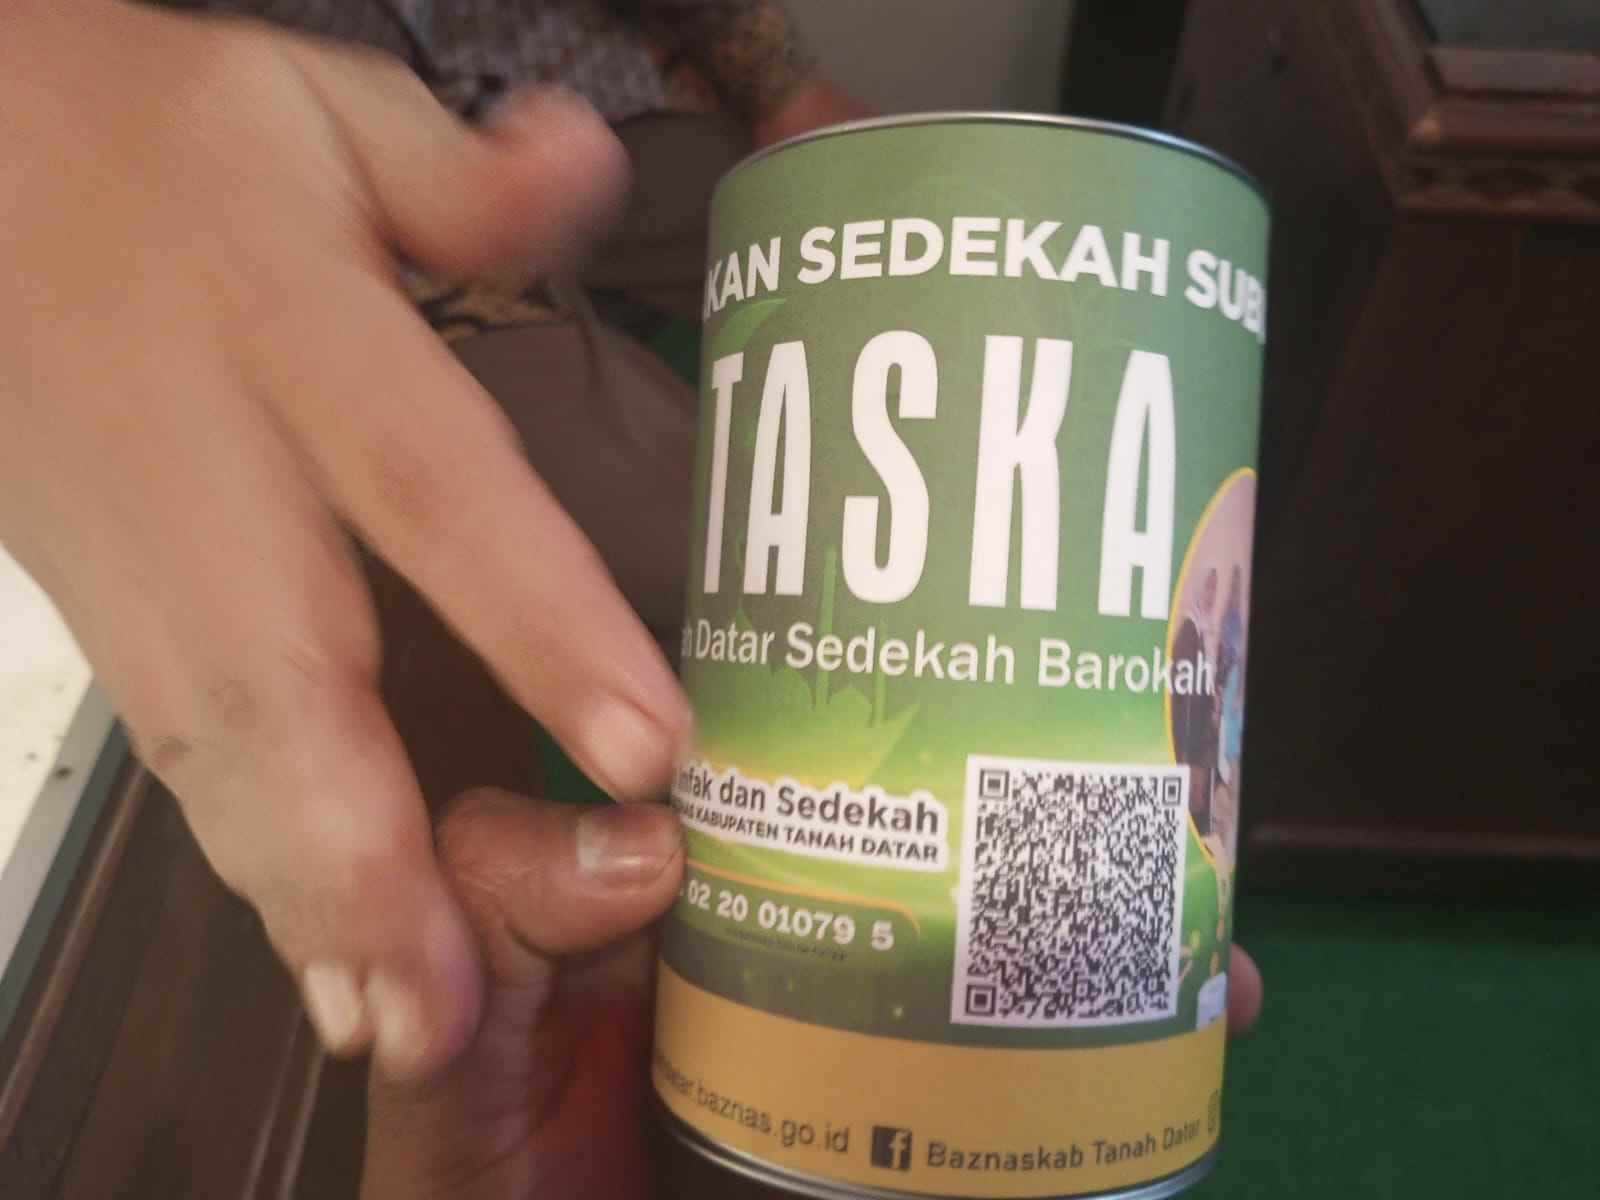 KAN SEDEKAH SUB
TASKA
Datar Sedekah Barokah
Infak dan Sedekah
KABUPATEN TANAH DATAR
02 20 01079 5
datar.baznas.go.id
f Baznaskab Tanah Datar